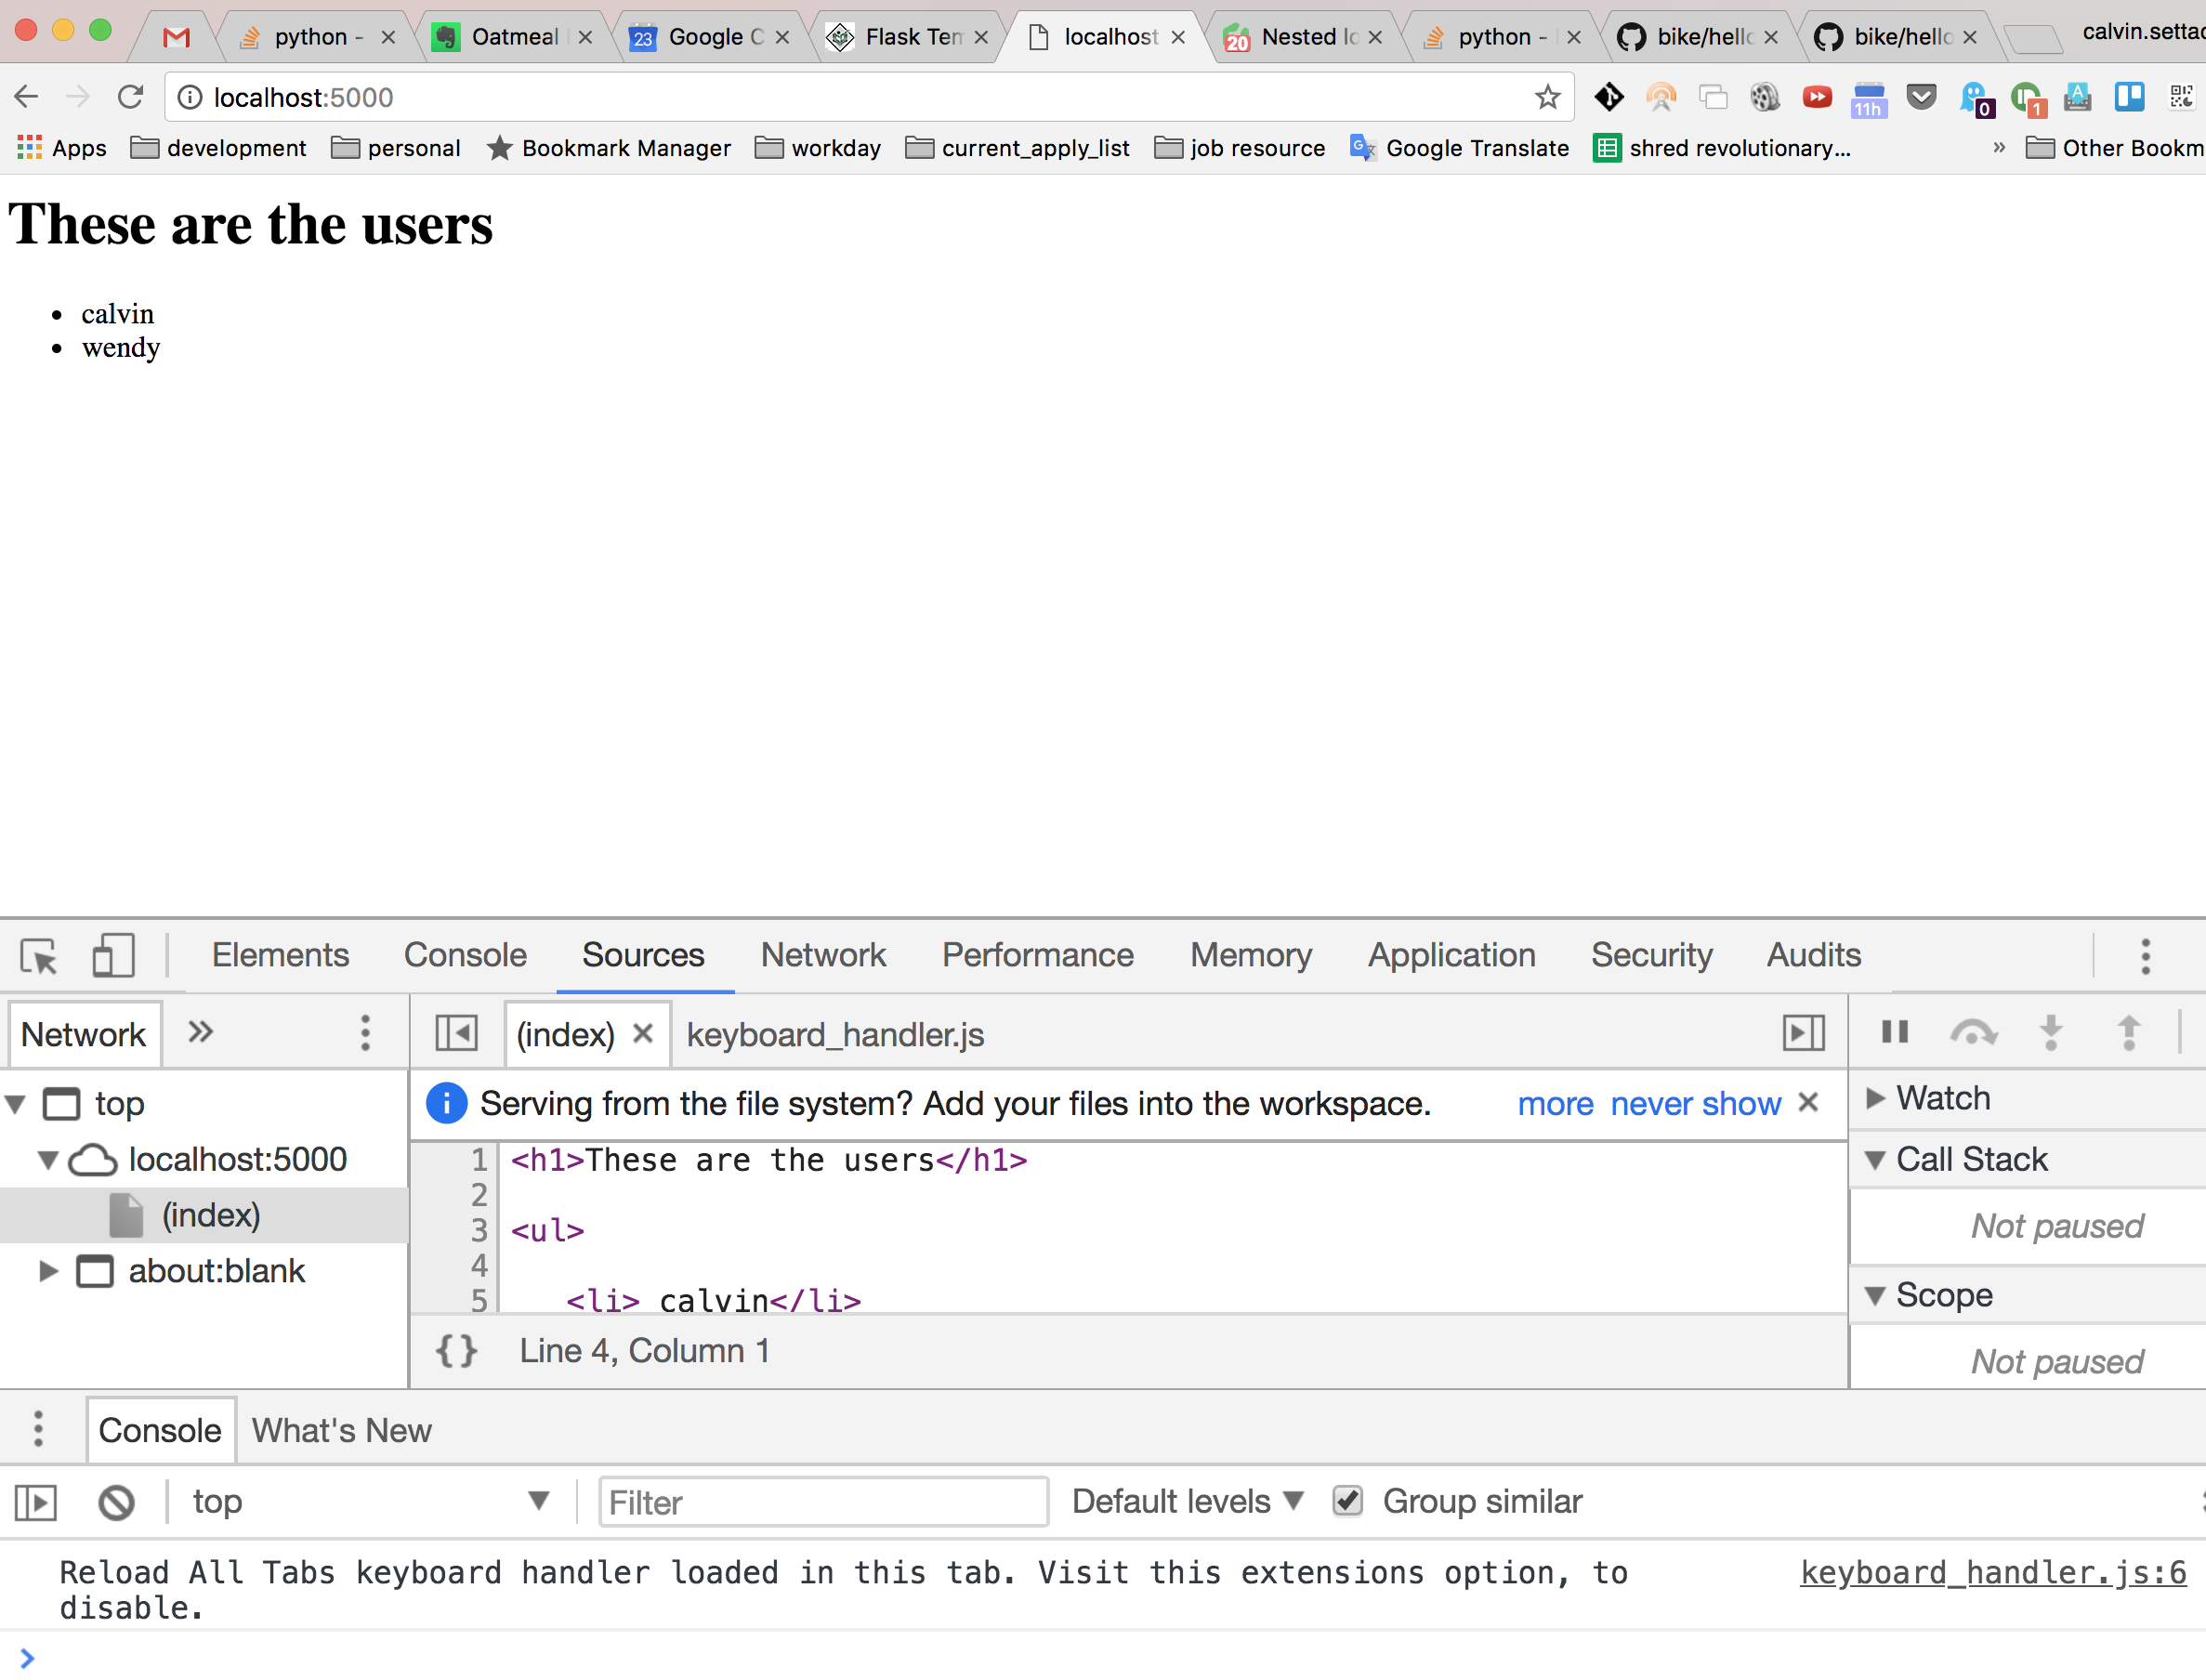 python - Oatmeal 23 Google C Flask Tem localhost 20 Nested lo python - bike/hello bike/hello calvin.settac
localhost:5000 11h 0 1
Apps development personal Bookmark Manager workday current_apply_list job resource Google Translate shred revolutionary... » Other Bookm
These are the users
calvin
wendy
Elements Console Sources Network Performance Memory Application Security Audits
Network » (index) keyboard_handler.js
top
Serving from the file system? Add your files into the workspace. more never show
Watch
localhost:5000
(index)
about:blank
1 <h1>These are the users</h1>
2
3 <ul>
4
5 <li> calvin</li>
Call Stack
Not paused
Scope
Not paused
{} Line 4, Column 1
Console What's New
top Filter Default levels Group similar
Reload All Tabs keyboard handler loaded in this tab. Visit this extensions option, to keyboard_handler.js:6
disable.
>